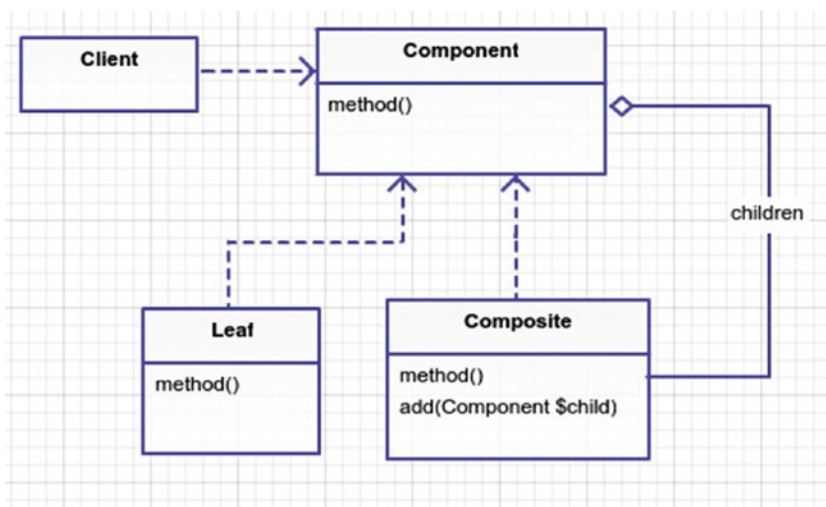 Client
Component
method()
children
Leaf
method()
Composite
method()
add(Component $child)